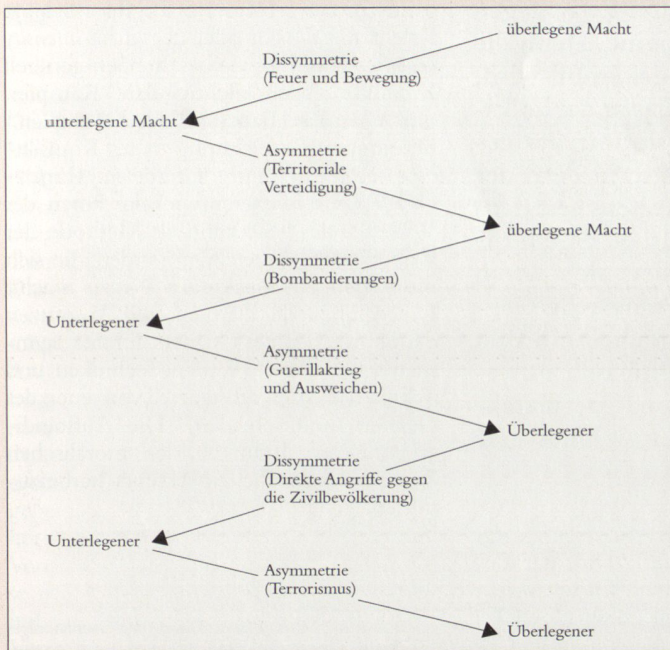 überlegene Macht
Dissymmetrie
(Feuer und Bewegung)
unterlegene Macht
Asymmetrie
(Territoriale
Verteidigung)
überlegene Macht
Dissymmetrie
(Bombardierungen)
Unterlegener
Asymmetrie
(Guerillakrieg
und Ausweichen)
Überlegener
Dissymmetrie
(Direkte Angriffe gegen
die Zivilbevölkerung)
Unterlegener
Asymmetrie
(Terrorismus)
Überlegener